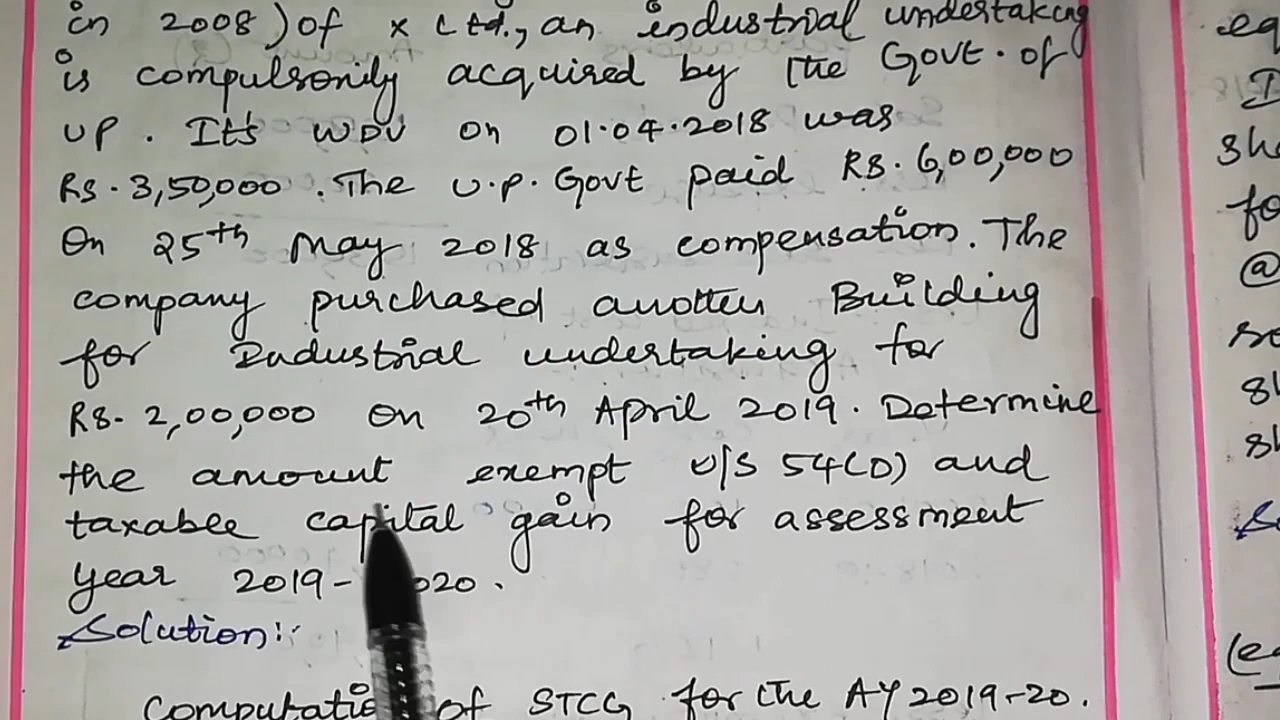 in 2008) of x Ltd., an industrial undertaking
is compulsorily acquired by the Govt. of
UP. It's WDV on 01.04.2018 was
Rs. 3,50,000. The U.P. Govt paid Rs. 6,00,000
On 25th May 2018 as compensation. The
company purchased another Building
for Industrial undertaking for
Rs. 2,00,000 on 20th April 2019. Determine
the amount exempt U/S 54(D) and
taxable capital gain for assessment
year 2019-2020.
Solution:-
Computation of STCG for the AY 2019-20.
@